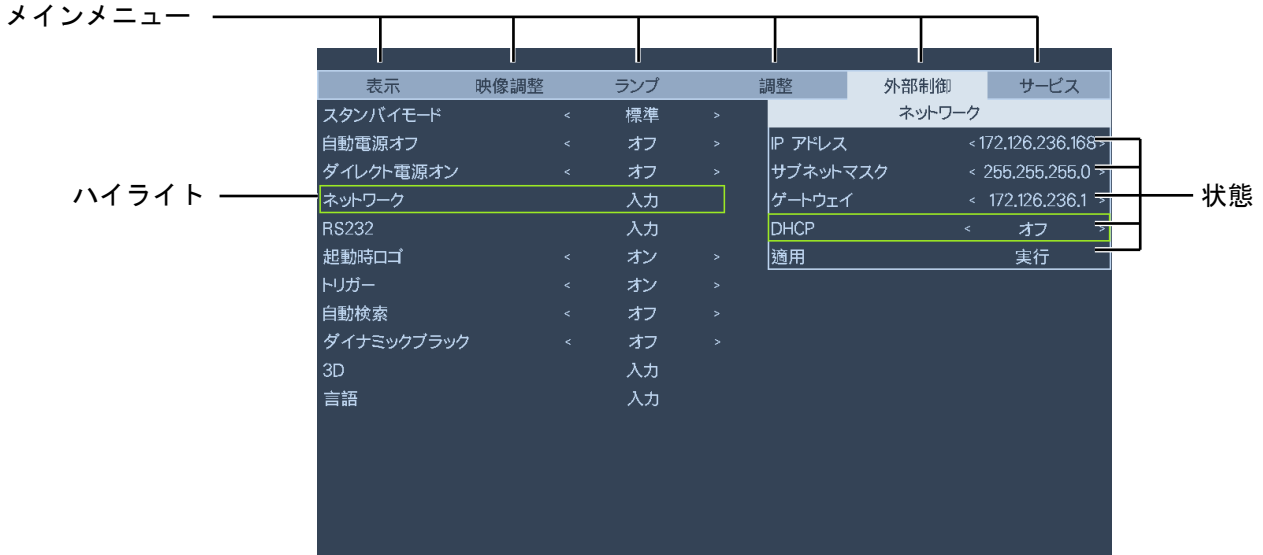 メインメニュー
表示 映像調整 ランプ 調整 外部制御 サービス
スタンバイモード < 標準 >
自動電源オフ < オフ >
ダイレクト電源オン < オフ >
ネットワーク 入力
RS232 入力
起動時ロゴ < オン >
トリガー < オン >
自動検索 < オフ >
ダイナミックブラック < オフ >
3D 入力
言語 入力
ネットワーク
IP アドレス < 172.126.236.168 >
サブネットマスク < 255.255.255.0 >
ゲートウェイ < 172.126.236.1 >
DHCP < オフ >
適用 実行
ハイライト
状態